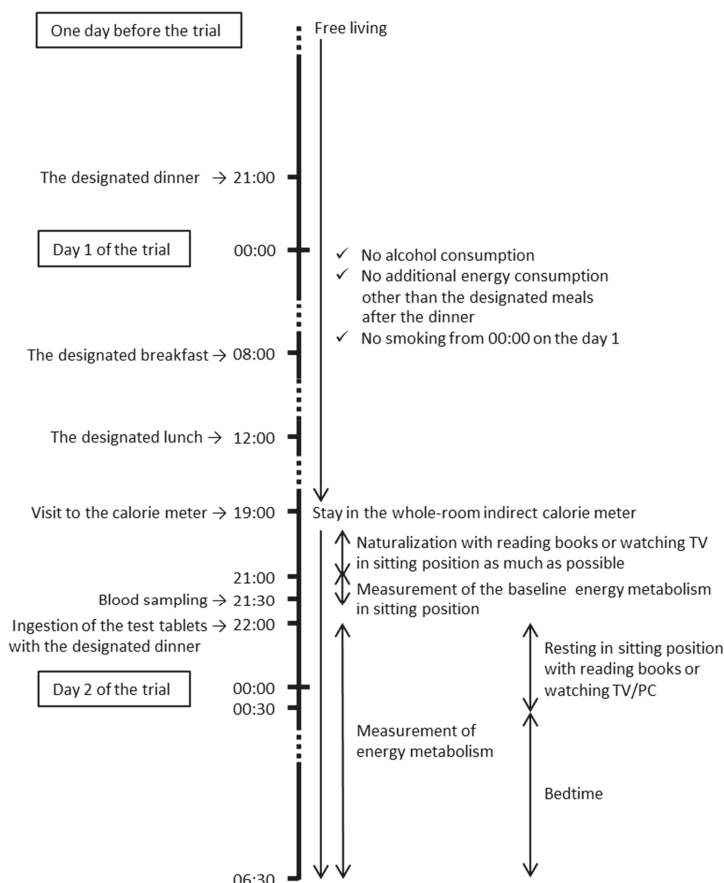 One day before the trial
Free living
The designated dinner → 21:00
Day 1 of the trial
00:00
✓ No alcohol consumption
✓ No additional energy consumption
other than the designated meals
after the dinner
✓ No smoking from 00:00 on the day 1
The designated breakfast → 08:00
The designated lunch → 12:00
Visit to the calorie meter → 19:00
Stay in the whole-room indirect calorie meter
Naturalization with reading books or watching TV
in sitting position as much as possible
21:00
Measurement of the baseline energy metabolism
in sitting position
Blood sampling → 21:30
Ingestion of the test tablets → 22:00
with the designated dinner
Resting in sitting position
with reading books or
watching TV/PC
Day 2 of the trial
00:00
00:30
Measurement of
energy metabolism
Bedtime
06:30